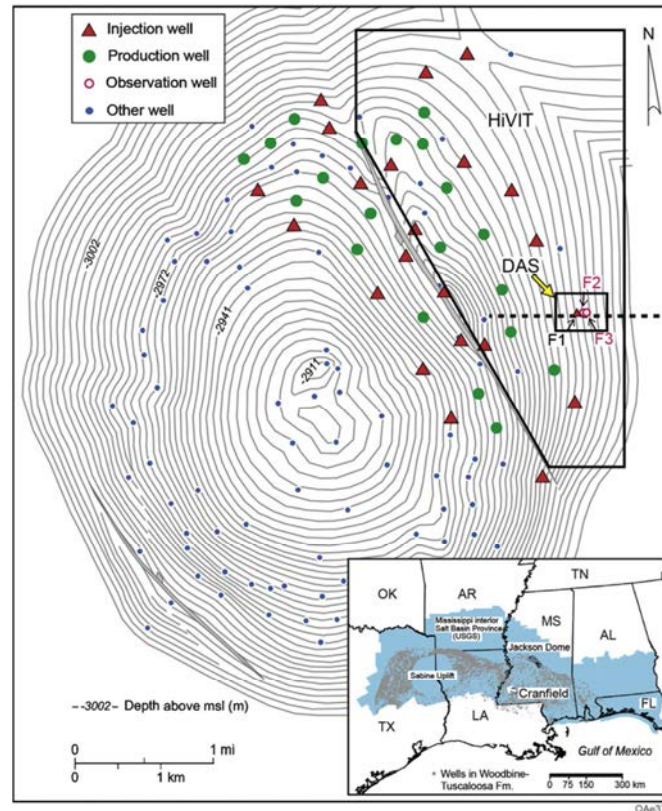 Injection well
Production well
Observation well
Other well
N
HiVIT
DAS
F2
F1
F3
-3002
-2972
-2941
-2911
--3002– Depth above msl (m)
0 1 mi
0 1 km
OK
AR
TN
Mississippi interior
Salt Basin Province
(USGS)
MS
AL
Jackson Dome
Sabine Uplift
Cranfield
FL
TX
LA
Gulf of Mexico
Wells in Woodbine-
Tuscaloosa Fm.
0 75 150 300 km